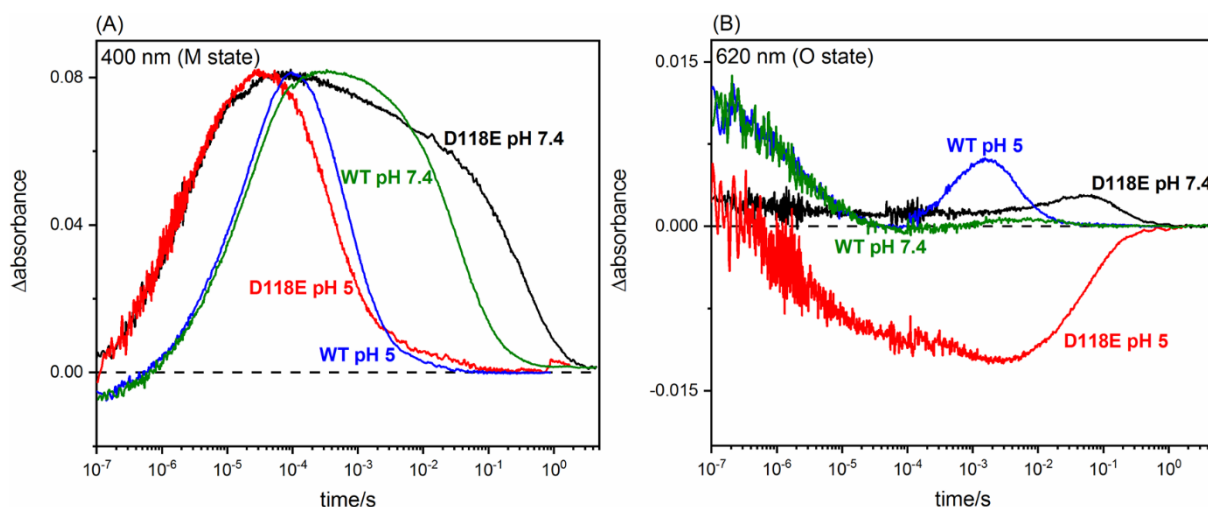 (A)
400 nm (M state)
0.08
0.04
0.00
Δabsorbance
D118E pH 7.4
WT pH 7.4
D118E pH 5
WT pH 5
10-7 10-6 10-5 10-4 10-3 10-2 10-1 100
time/s
(B)
620 nm (O state)
0.015
0.000
-0.015
Δabsorbance
WT pH 5
D118E pH 7.4
WT pH 7.4
D118E pH 5
10-7 10-6 10-5 10-4 10-3 10-2 10-1 100
time/s